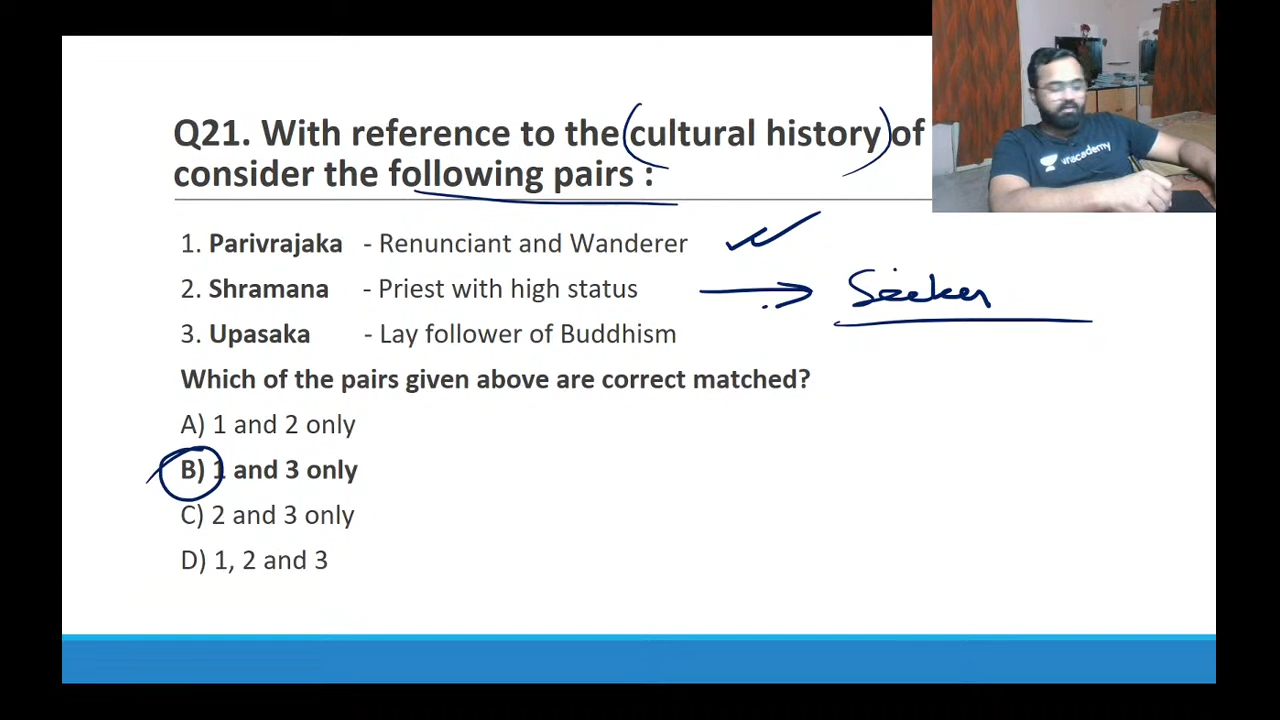 Q21. With reference to the cultural history of
consider the following pairs :
1. Parivrajaka - Renunciant and Wanderer
2. Shramana - Priest with high status
Seeker
3. Upasaka - Lay follower of Buddhism
Which of the pairs given above are correct matched?
A) 1 and 2 only
B) 1 and 3 only
C) 2 and 3 only
D) 1, 2 and 3
unacademy